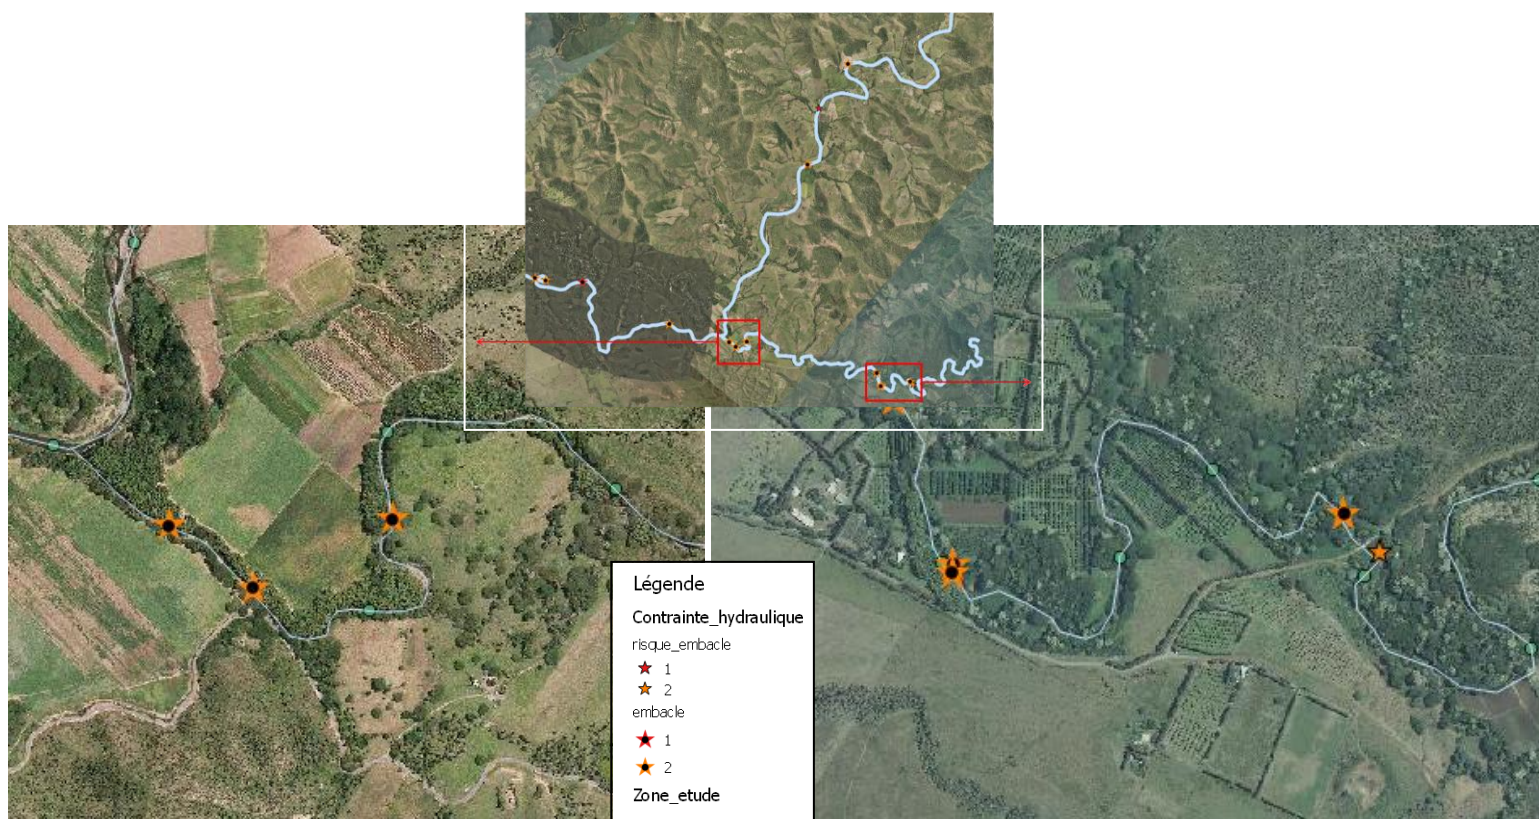 Légende
Contrainte_hydraulique
risque_embacle
1
2
embacle
1
2
Zone_etude